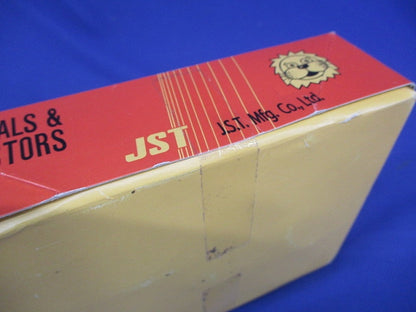 ALS &
TORS
JST
J.S.T. Mfg. Co., Ltd.